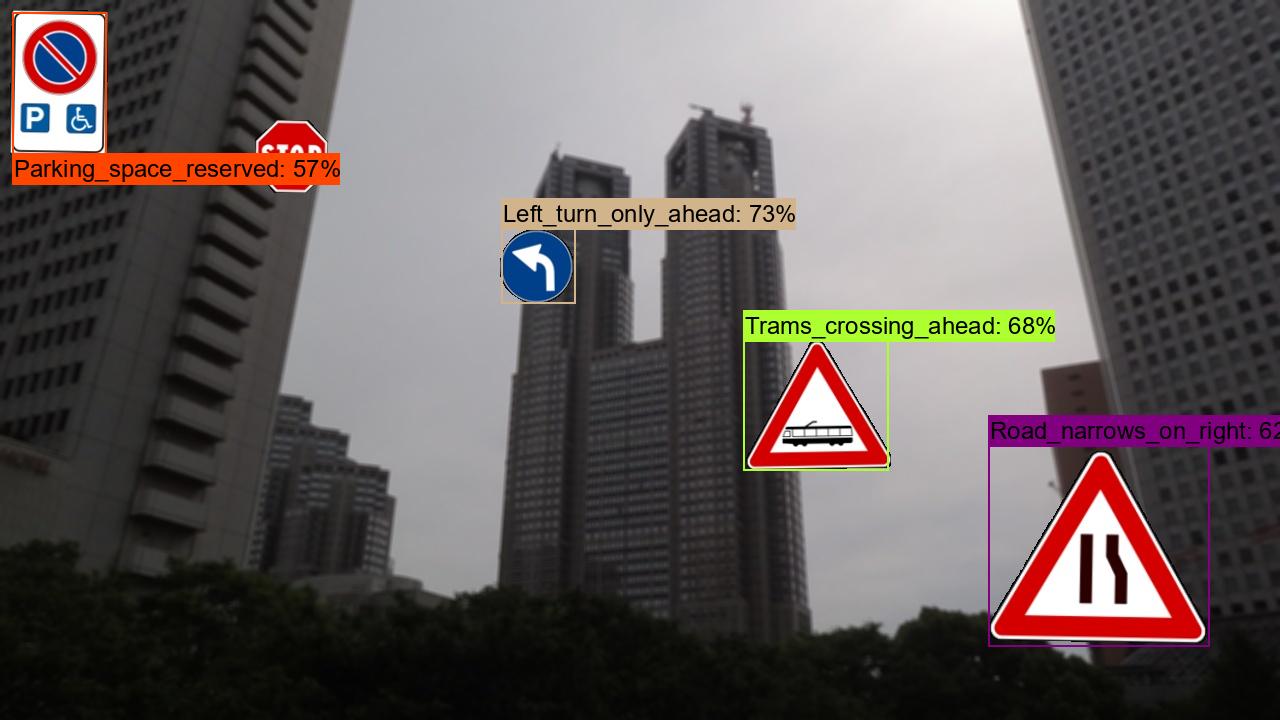 P
STOP
Parking_space_reserved: 57%
Left_turn_only_ahead: 73%
Trams_crossing_ahead: 68%
Road_narrows_on_right: 62